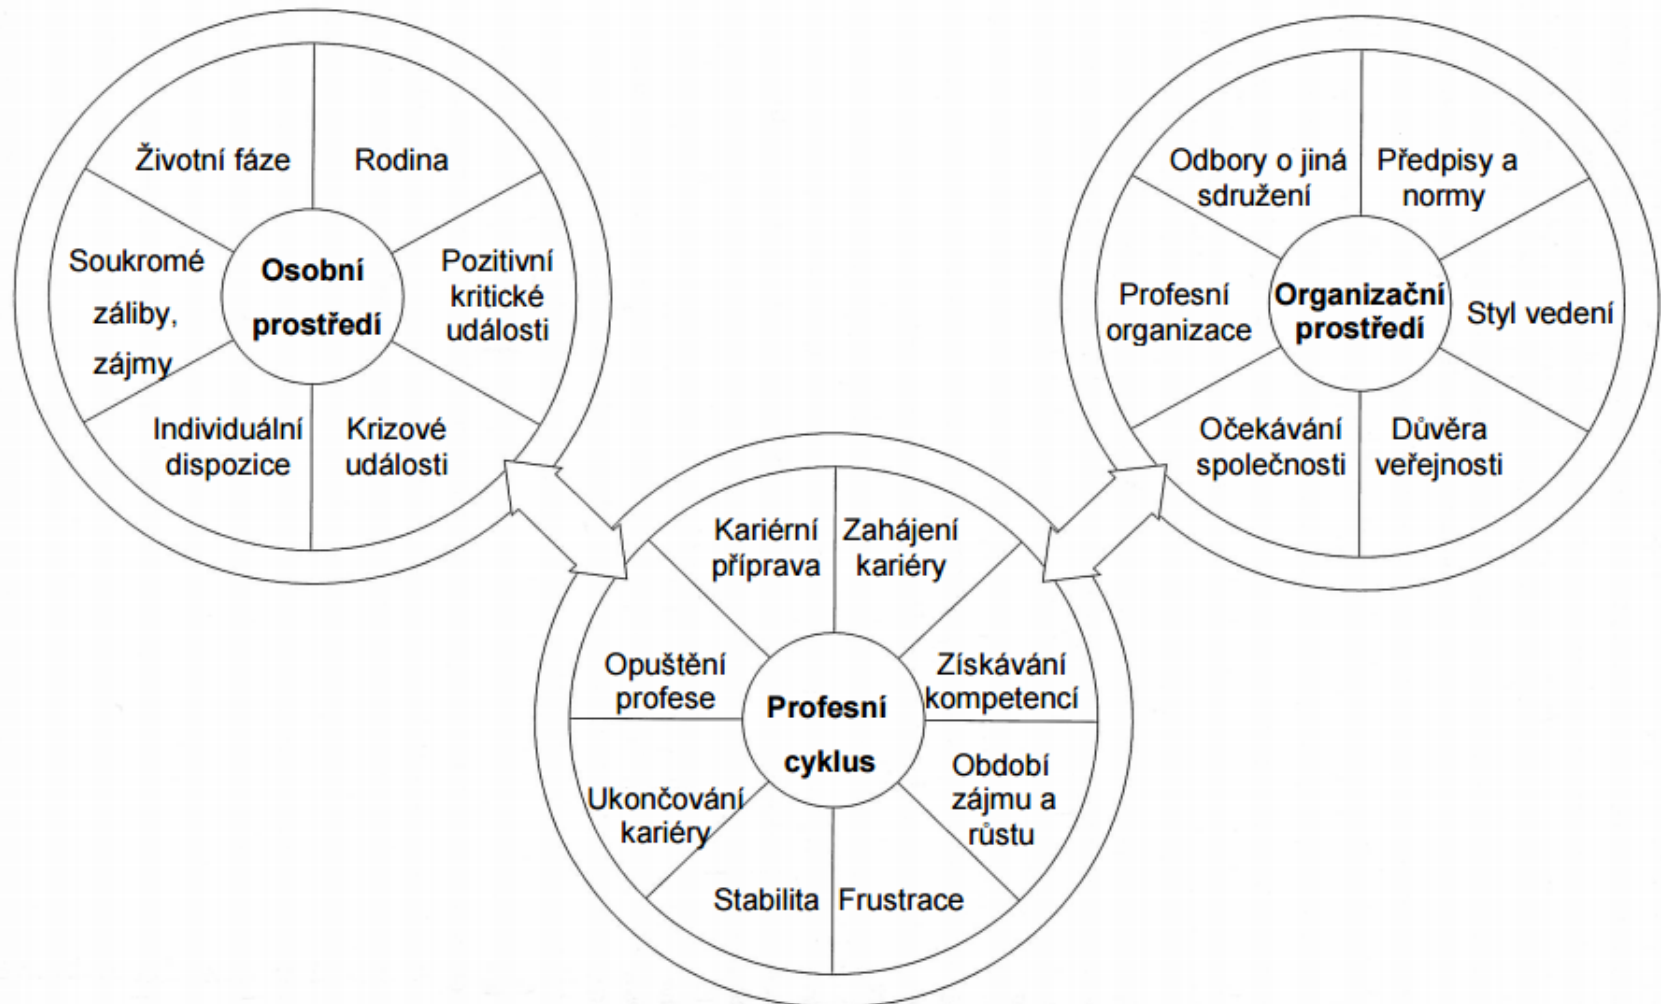 Životní fáze
Rodina
Soukromé
záliby,
zájmy
Osobní
prostředí
Pozitivní
kritické
události
Individuální
dispozice
Krizové
události
Odbory o jiná
sdružení
Předpisy a
normy
Profesní
organizace
Organizační
prostředí
Styl vedení
Očekávání
společnosti
Důvěra
veřejnosti
Kariérní
příprava
Zahájení
kariéry
Opuštění
profese
Získávání
kompetencí
Profesní
cyklus
Ukončování
kariéry
Období
zájmu a
růstu
Stabilita
Frustrace